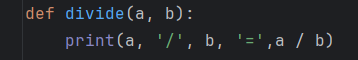 def divide(a, b):
    print(a, '/', b, '=',a / b)